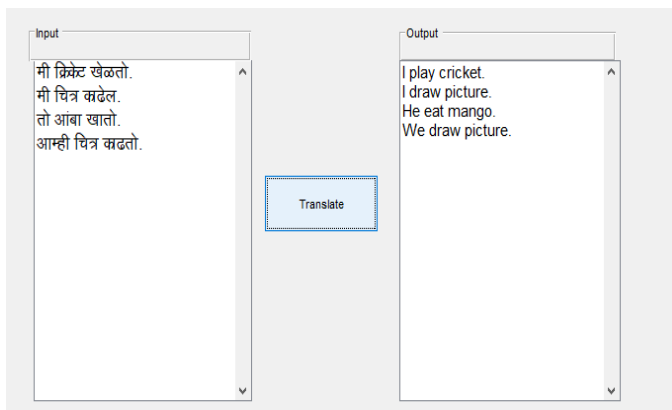 Input
मी क्रिकेट खेळतो.
मी चित्र काढेल.
तो आंबा खातो.
आम्ही चित्र काढतो.
Translate
Output
I play cricket.
I draw picture.
He eat mango.
We draw picture.